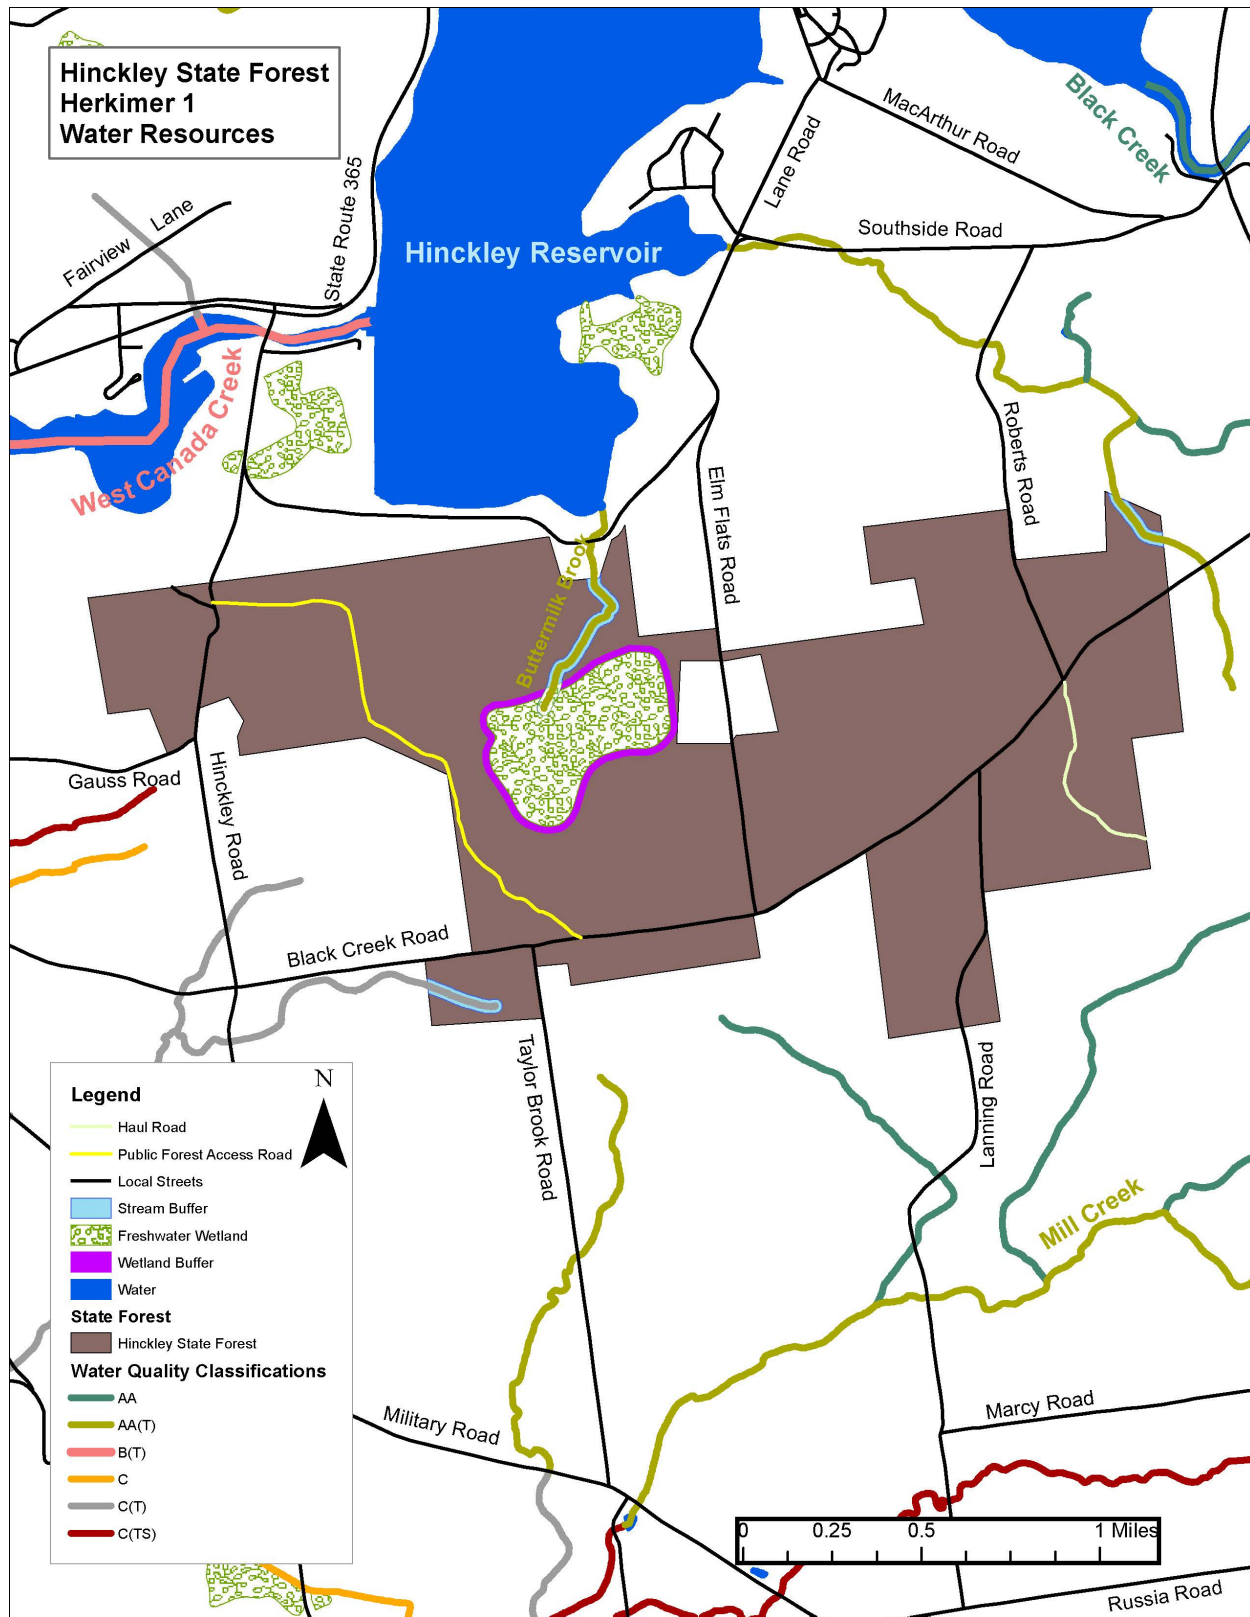 Hinckley State Forest
Herkimer 1
Water Resources
MacArthur Road
Black Creek
Lane Road
State Route 365
Fairview Lane
Southside Road
Hinckley Reservoir
West Canada Creek
Roberts Road
Elm Flats Road
Buttermilk Brook
Gauss Road
Hinckley Road
Black Creek Road
Taylor Brook Road
Lanning Road
Mill Creek
Military Road
Marcy Road
Russia Road
N
Legend
Haul Road
Public Forest Access Road
Local Streets
Stream Buffer
Freshwater Wetland
Wetland Buffer
Water
State Forest
Hinckley State Forest
Water Quality Classifications
AA
AA(T)
B(T)
C
C(T)
C(TS)
0 0.25 0.5 1 Miles